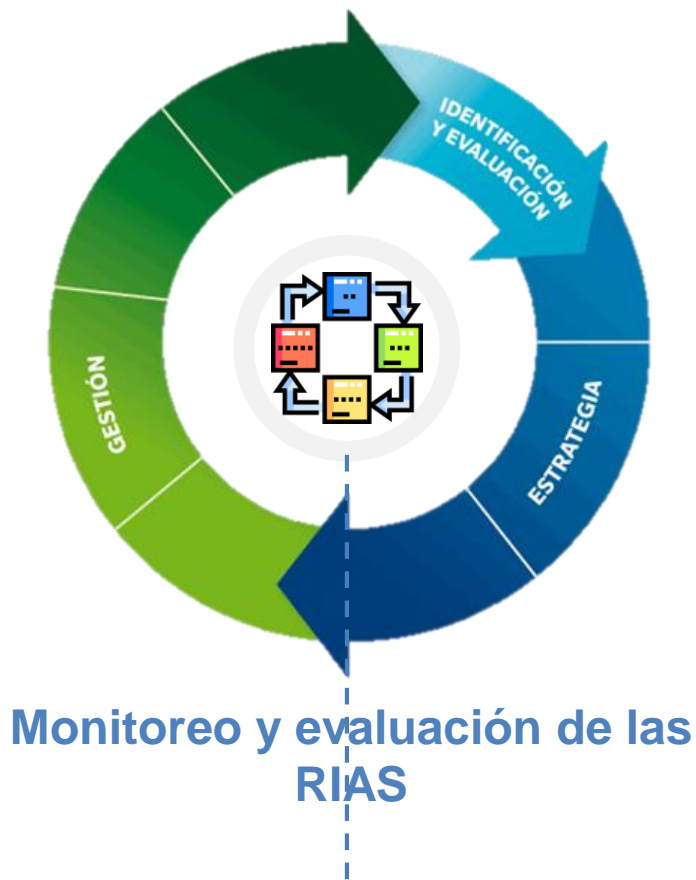 IDENTIFICACIÓN
Y EVALUACIÓN
GESTIÓN
ESTRATEGIA
Monitoreo y evaluación de las
RIAS